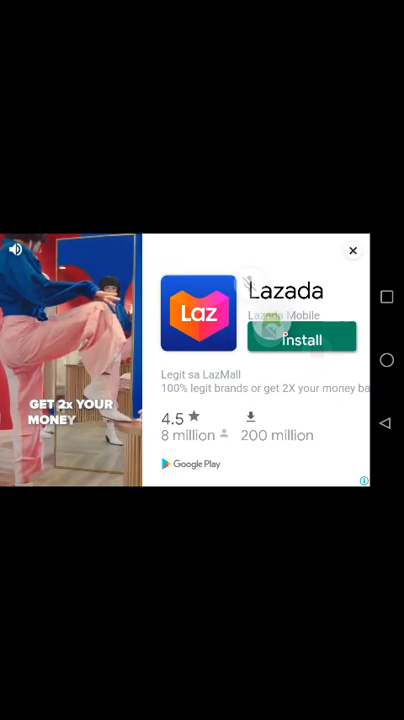 GET 2x YOUR
MONEY
Laz
Lazada
Lazada Mobile
Install
Legit sa LazMall
100% legit brands or get 2X your money ba
4.5
8 million
200 million
Google Play